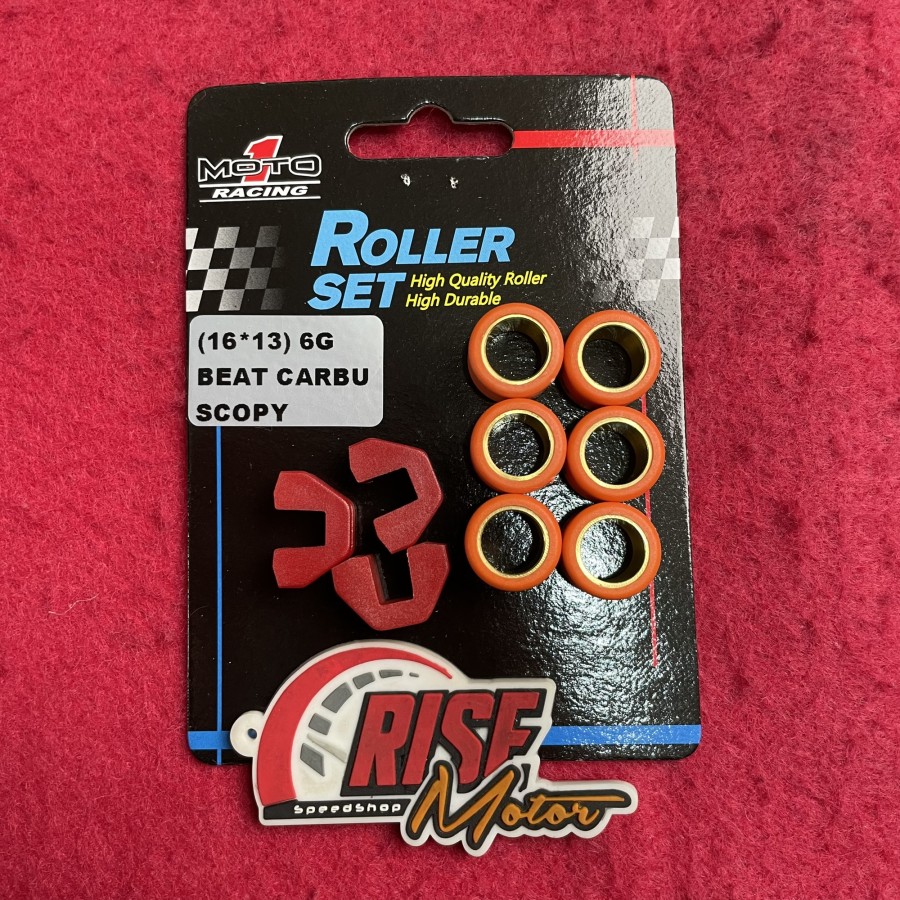 MOTO 1
RACING
ROLLER
SET
High Quality Roller
High Durable
(16*13) 6G
BEAT CARBU
SCOPY
RISE
SpeedShop
Motor